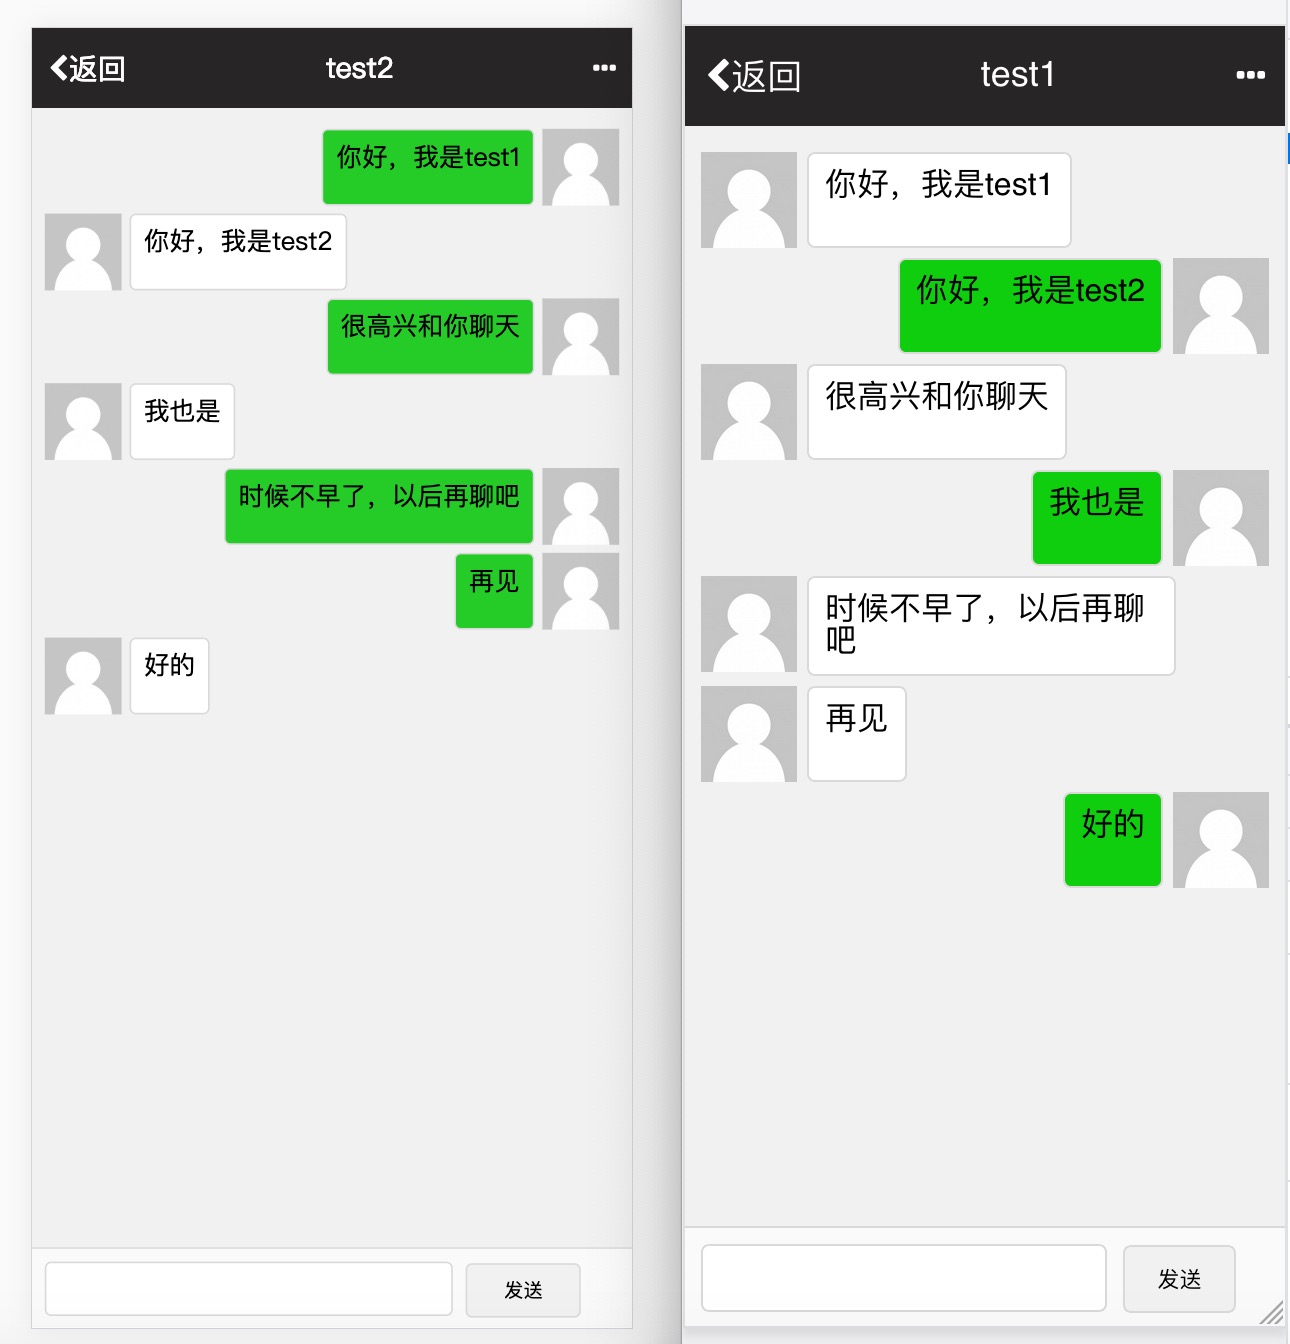 返回
test2
你好，我是test1
你好，我是test2
很高兴和你聊天
我也是
时候不早了，以后再聊吧
再见
好的
发送
返回
test1
你好，我是test1
你好，我是test2
很高兴和你聊天
我也是
时候不早了，以后再聊
吧
再见
好的
发送